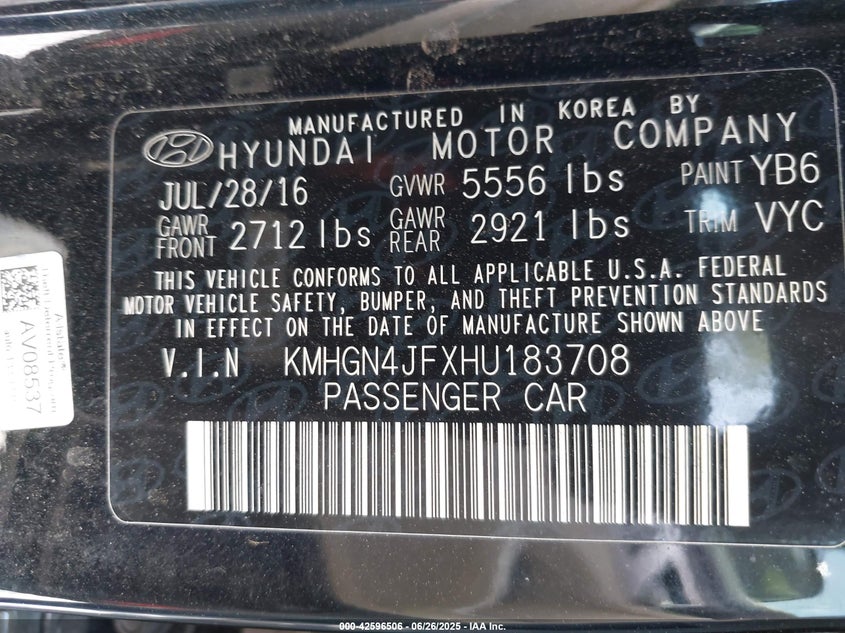 MANUFACTURED IN KOREA BY
HYUNDAI MOTOR COMPANY
JUL/28/16 GVWR 5556 lbs PAINT YB6
GAWR FRONT 2712 lbs GAWR REAR 2921 lbs TRIM VYC
THIS VEHICLE CONFORMS TO ALL APPLICABLE U.S.A. FEDERAL
MOTOR VEHICLE SAFETY, BUMPER, AND THEFT PREVENTION STANDARDS
IN EFFECT ON THE DATE OF MANUFACTURE SHOWN ABOVE
V.I.N KMHGN4JFXHU183708
PASSENGER CAR
AV08537
000-42596506 - 06/26/2025 - IAA Inc.